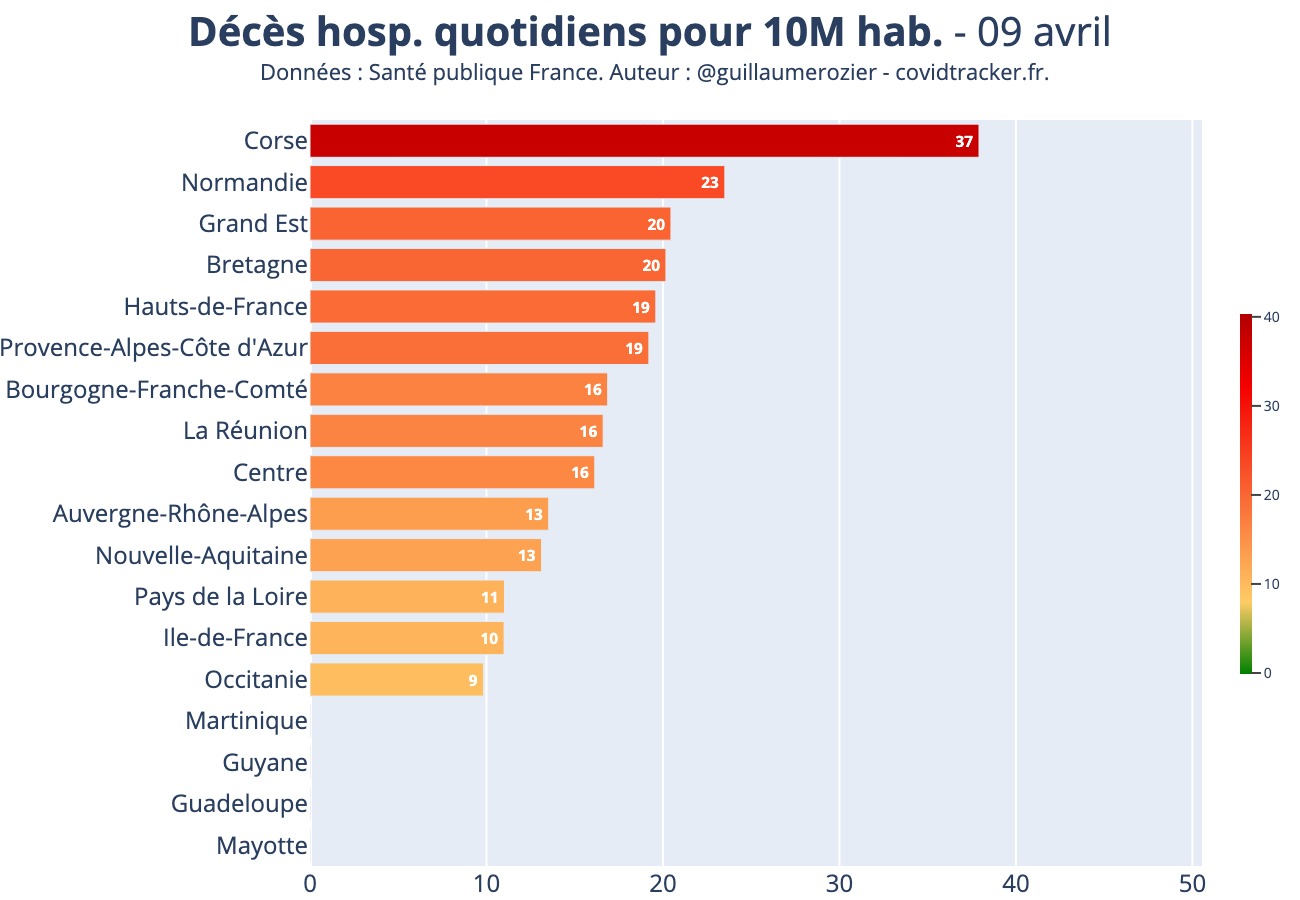 Décès hosp. quotidiens pour 10M hab. - 09 avril
Données : Santé publique France. Auteur : @guillaumerozier - covidtracker.fr.
Corse 37
Normandie 23
Grand Est 20
Bretagne 20
Hauts-de-France 19
Provence-Alpes-Côte d'Azur 19
Bourgogne-Franche-Comté 16
La Réunion 16
Centre 16
Auvergne-Rhône-Alpes 13
Nouvelle-Aquitaine 13
Pays de la Loire 11
Ile-de-France 10
Occitanie 9
Martinique
Guyane
Guadeloupe
Mayotte
0 10 20 30 40 50
40
30
20
10
0